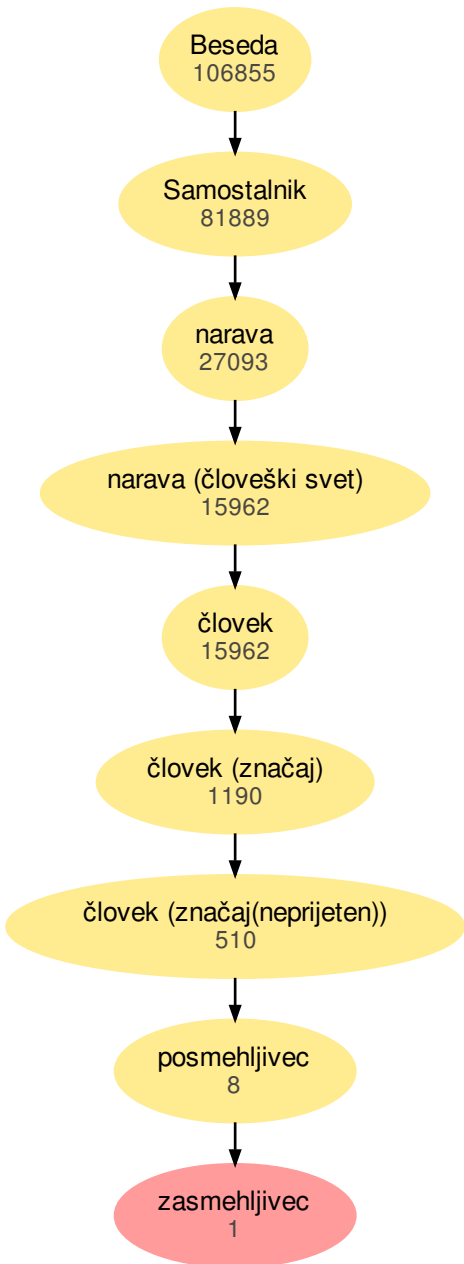 Beseda
106855
Samostalnik
81889
narava
27093
narava (človeški svet)
15962
človek
15962
človek (značaj)
1190
človek (značaj(neprijeten))
510
posmehljivec
8
zasmehljivec
1